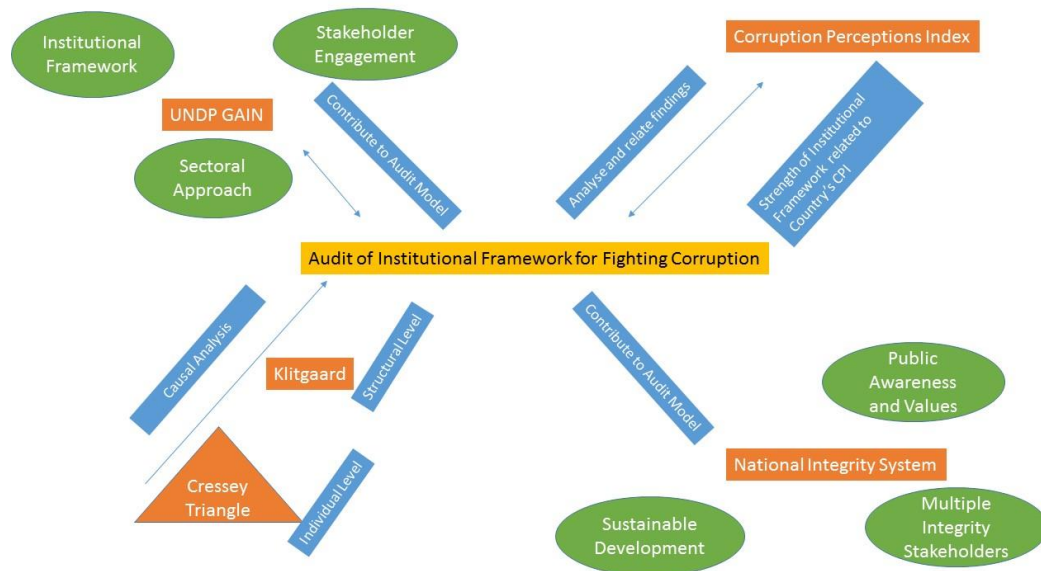 Institutional
Framework
Stakeholder
Engagement
Corruption Perceptions Index
UNDP GAIN
Sectoral
Approach
Contribute to Audit Model
Analyse and relate findings
Strength of Institutional
Framework related to
Country's CPI
Audit of Institutional Framework for Fighting Corruption
Causal Analysis
Klitgaard
Structural Level
Contribute to Audit Model
Public
Awareness
and Values
Cressey
Triangle
Individual Level
National Integrity System
Sustainable
Development
Multiple
Integrity
Stakeholders